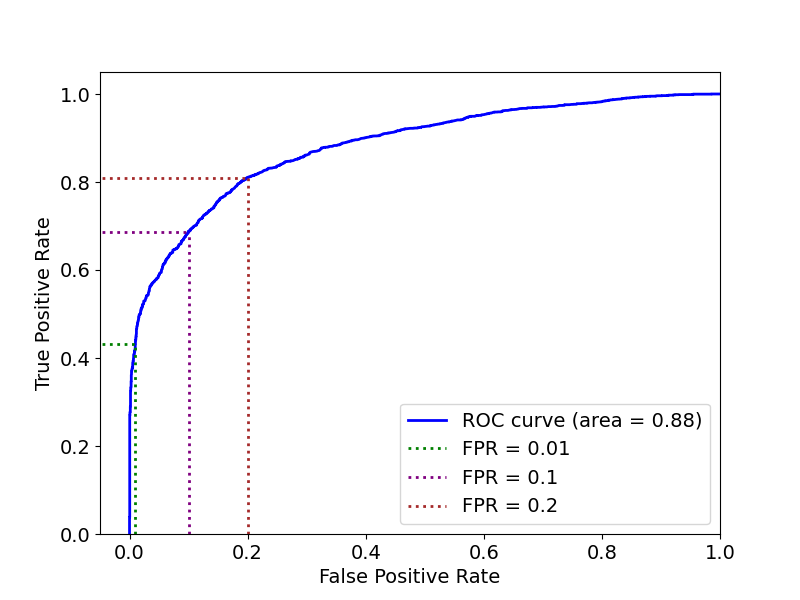 1.0
0.8
0.6
0.4
0.2
0.0
True Positive Rate
ROC curve (area = 0.88)
FPR = 0.01
FPR = 0.1
FPR = 0.2
0.0 0.2 0.4 0.6 0.8 1.0
False Positive Rate